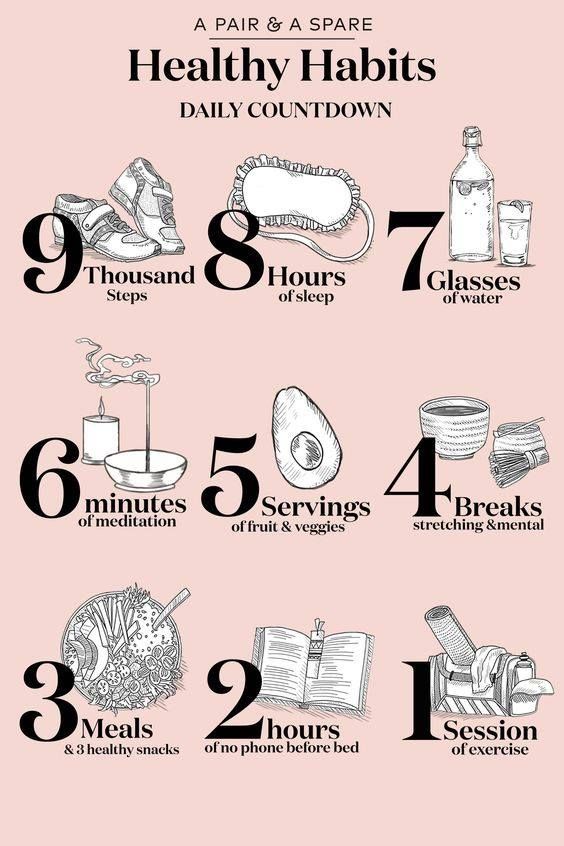 A PAIR & A SPARE
Healthy Habits
DAILY COUNTDOWN
9 Thousand
Steps
8 Hours
of sleep
7 Glasses
of water
6 minutes
of meditation
5 Servings
of fruit & veggies
4 Breaks
stretching &mental
3 Meals
& 3 healthy snacks
2 hours
of no phone before bed
1 Session
of exercise